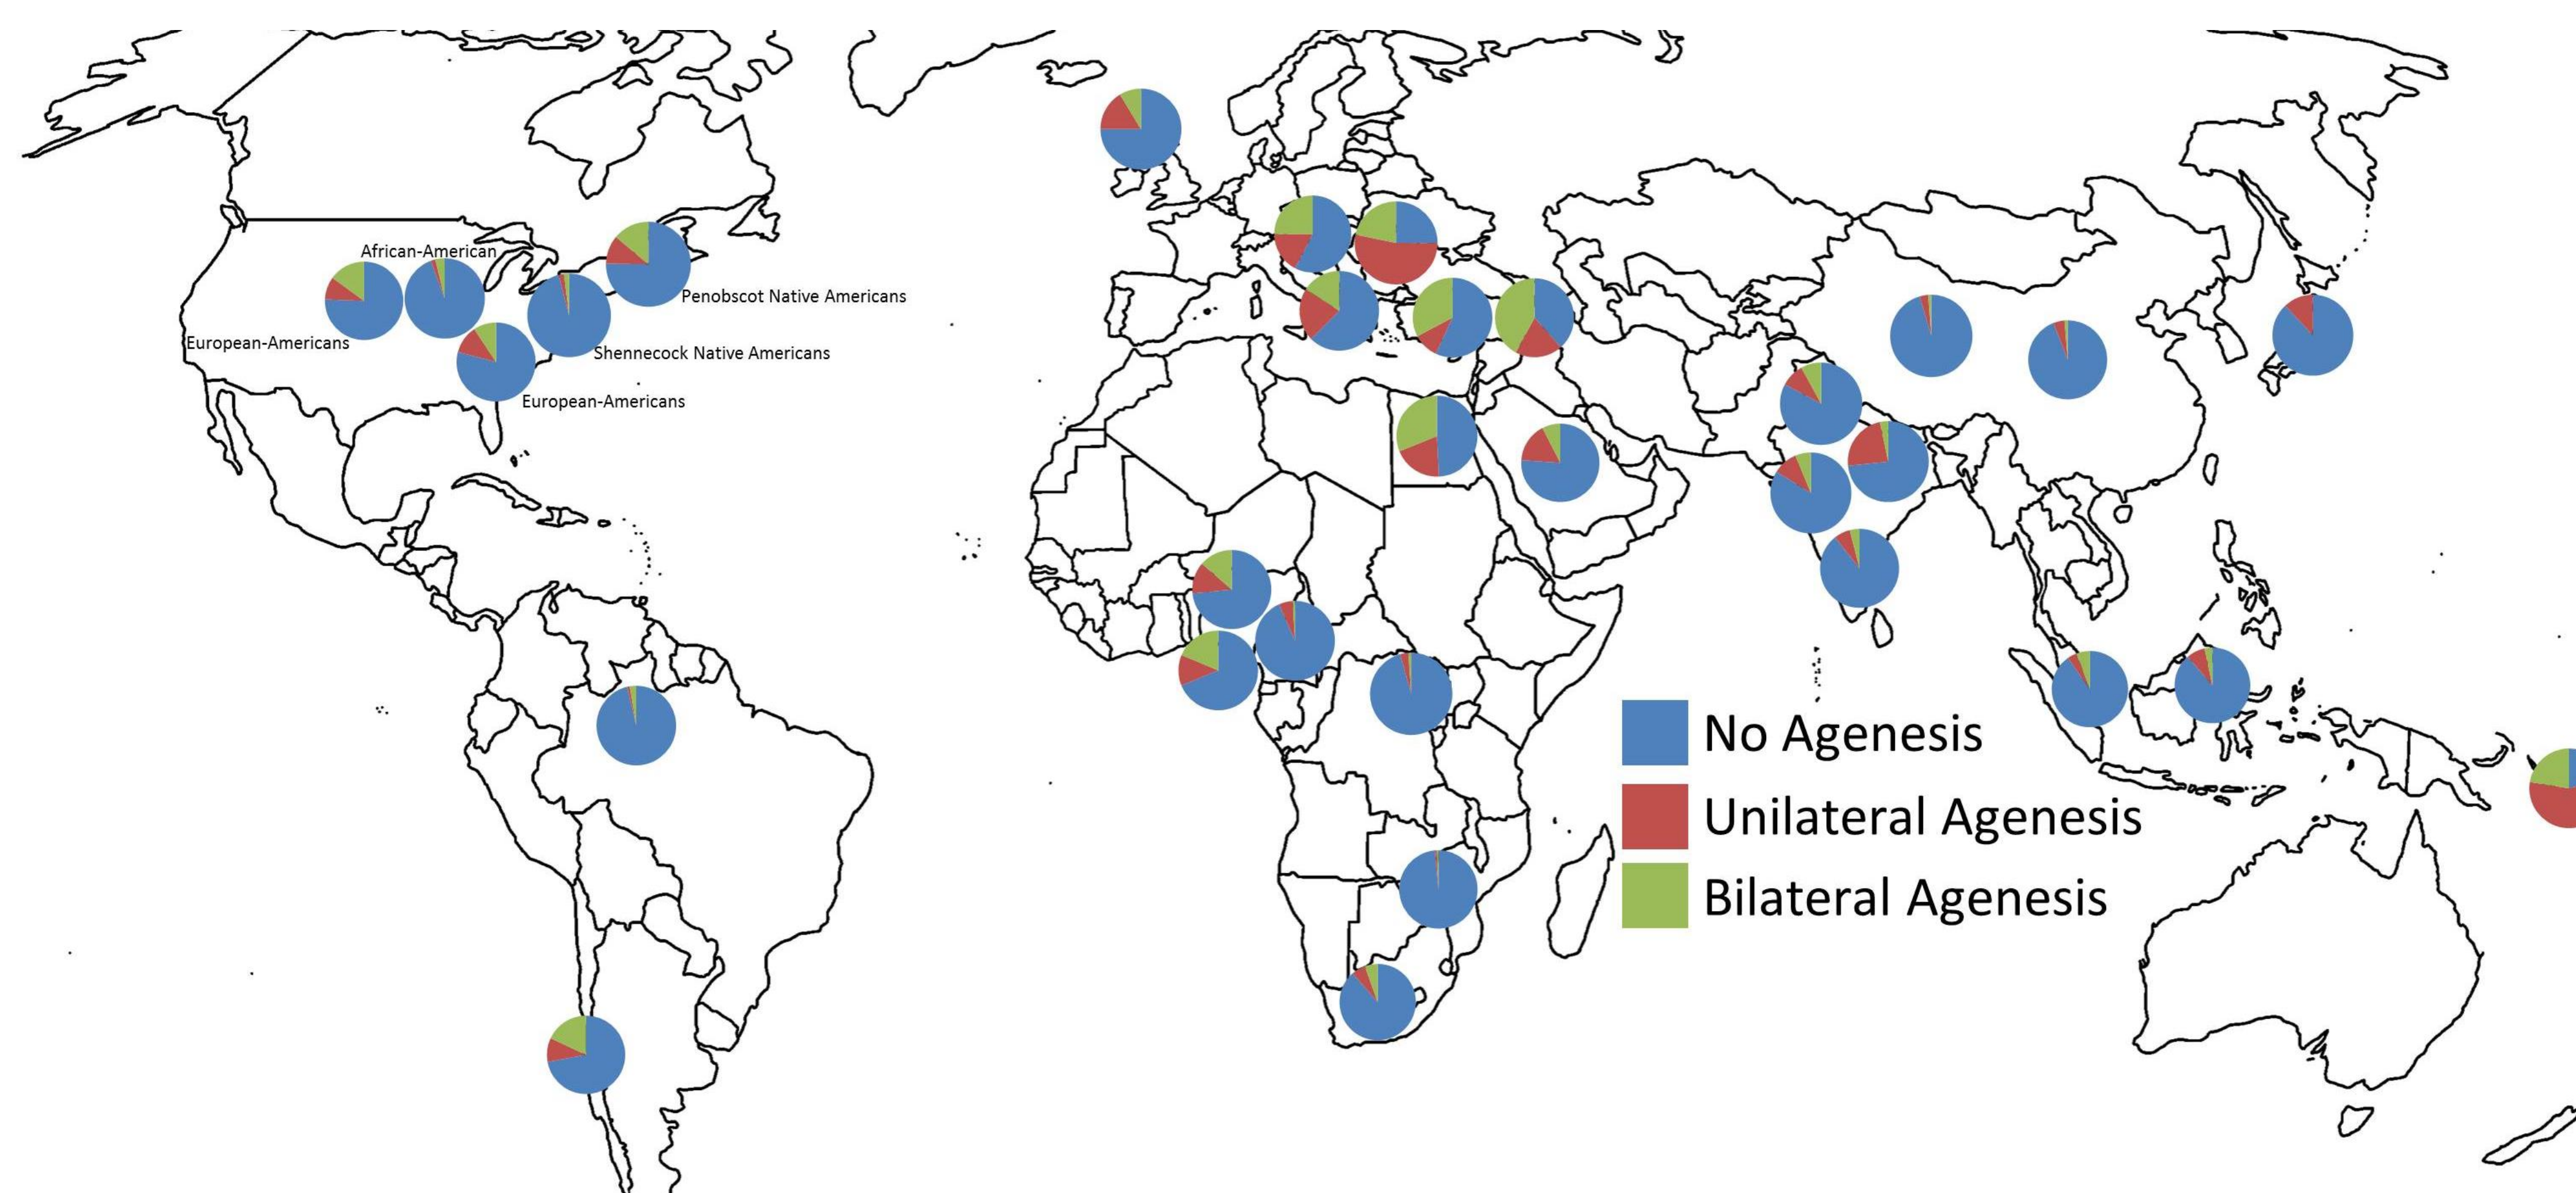 African-American
Penobscot Native Americans
European-Americans
Shennecock Native Americans
European-Americans
No Agenesis
Unilateral Agenesis
Bilateral Agenesis